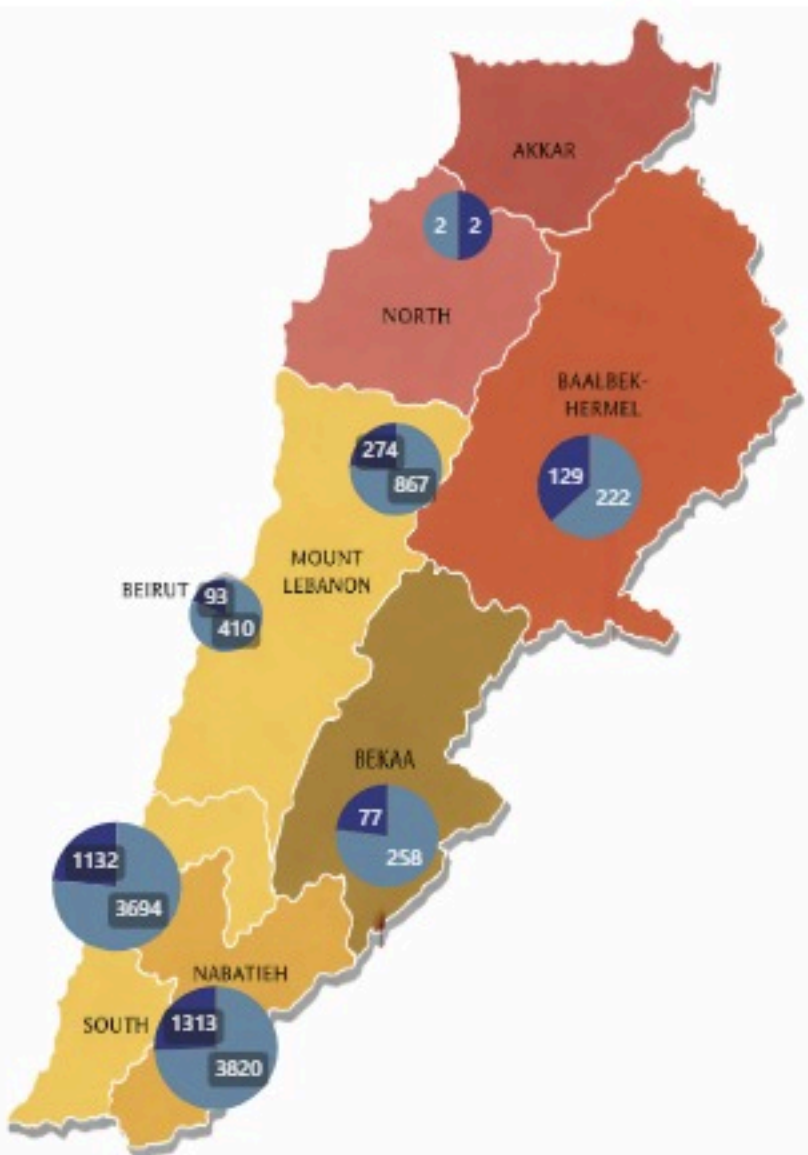 AKKAR
2 2
NORTH
BAALBEK-
HERMEL
274
867
129
222
MOUNT
LEBANON
BEIRUT
93
410
BEKAA
77
258
1132
3694
NABATIEH
SOUTH
1313
3820